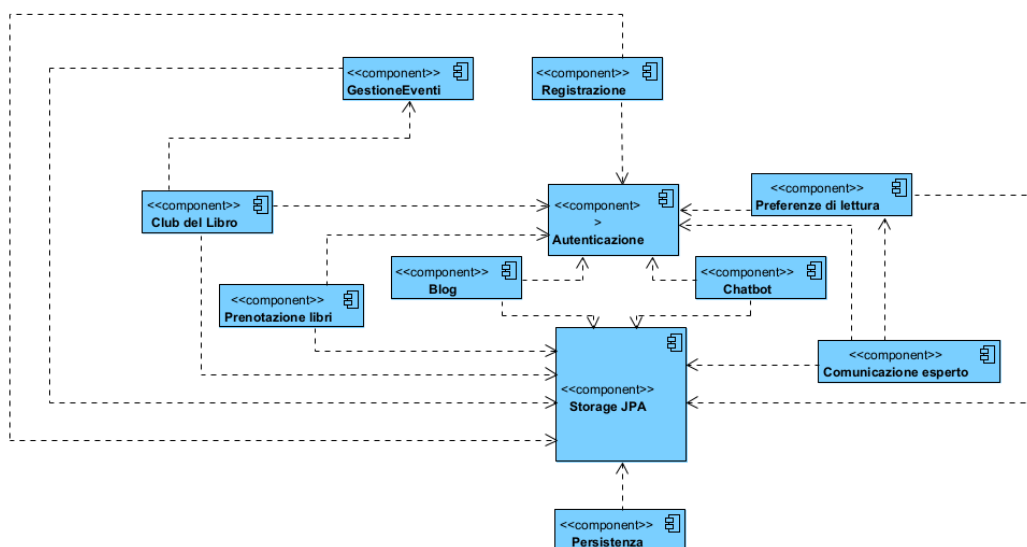 <<component>>
GestioneEventi
<<component>>
Registrazione
<<component>>
Club del Libro
<<component>
>
Autenticazione
<<component>>
Preferenze di lettura
<<component>>
Blog
<<component>>
Chatbot
<<component>>
Prenotazione libri
<<component>>
Storage JPA
<<component>>
Comunicazione esperto
<<component>>
Persistenza